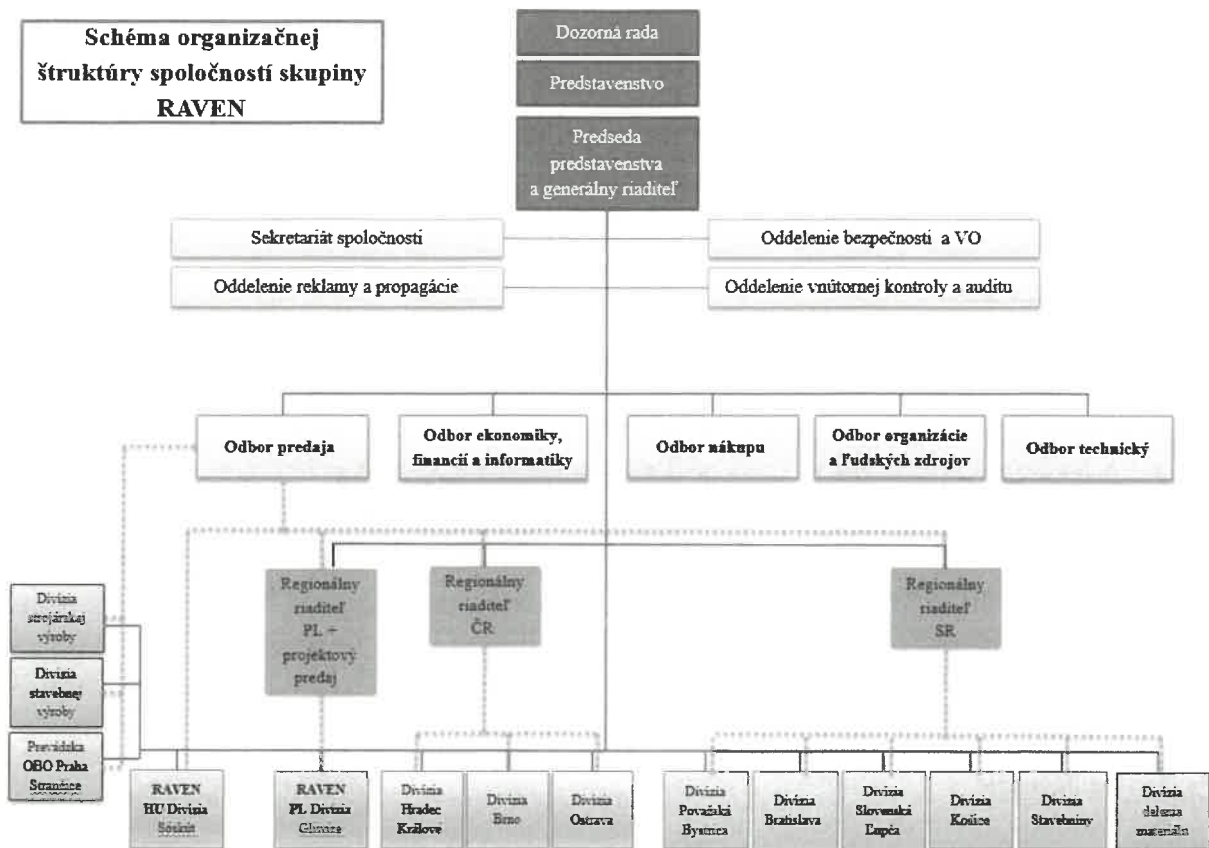 Schéma organizačnej
štruktúry spoločností skupiny
RAVEN
Dozorná rada
Predstavenstvo
Predseda
predstavenstva
a generálny riaditeľ
Sekretariát spoločnosti
Oddelenie bezpečnosti a VO
Oddelenie reklamy a propagácie
Oddelenie vnútornej kontroly a auditu
Odbor predaja
Odbor ekonomiky,
financií a informatiky
Odbor nákupu
Odbor organizácie
a ľudských zdrojov
Odbor technický
Regionálny
riaditeľ
PL +
projektový
predaj
Regionálny
riaditeľ
ČR
Regionálny
riaditeľ
SR
Divízia
strojárskej
výroby
Divízia
stavebnej
výroby
Prevádzka
OBO Praha
Strančice
RAVEN
HU Divízia
Sóskút
RAVEN
PL Divízia
Gliwice
Divízia
Hradec
Králové
Divízia
Brno
Divízia
Ostrava
Divízia
Považská
Bystrica
Divízia
Bratislava
Divízia
Slovenská
Ľupča
Divízia
Košice
Divízia
Stavebniny
Divízia
materiálu